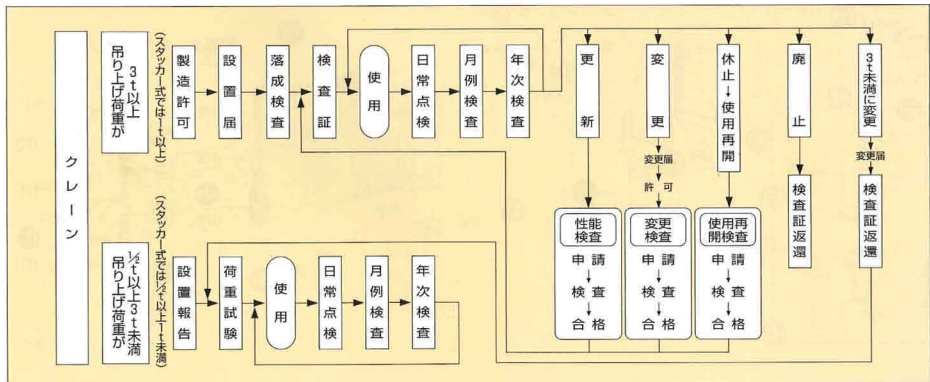 クレーン
吊り上げ荷重が
3t以上
(スタッカー式では1t以上)
製造許可
設置届
落成検査
検査証
使用
日常点検
月例検査
年次検査
更新
変更
休止→使用再開
廃止
3t未満に変更
変更届
許可
変更届
検査証返還
検査証返還
性能
検査
申請
検査
合格
変更
検査
申請
検査
合格
使用再
開検査
申請
検査
合格
吊り上げ荷重が
½t以上3t未満
(スタッカー式では½t以上1t未満)
設置報告
荷重試験
使用
日常点検
月例検査
年次検査